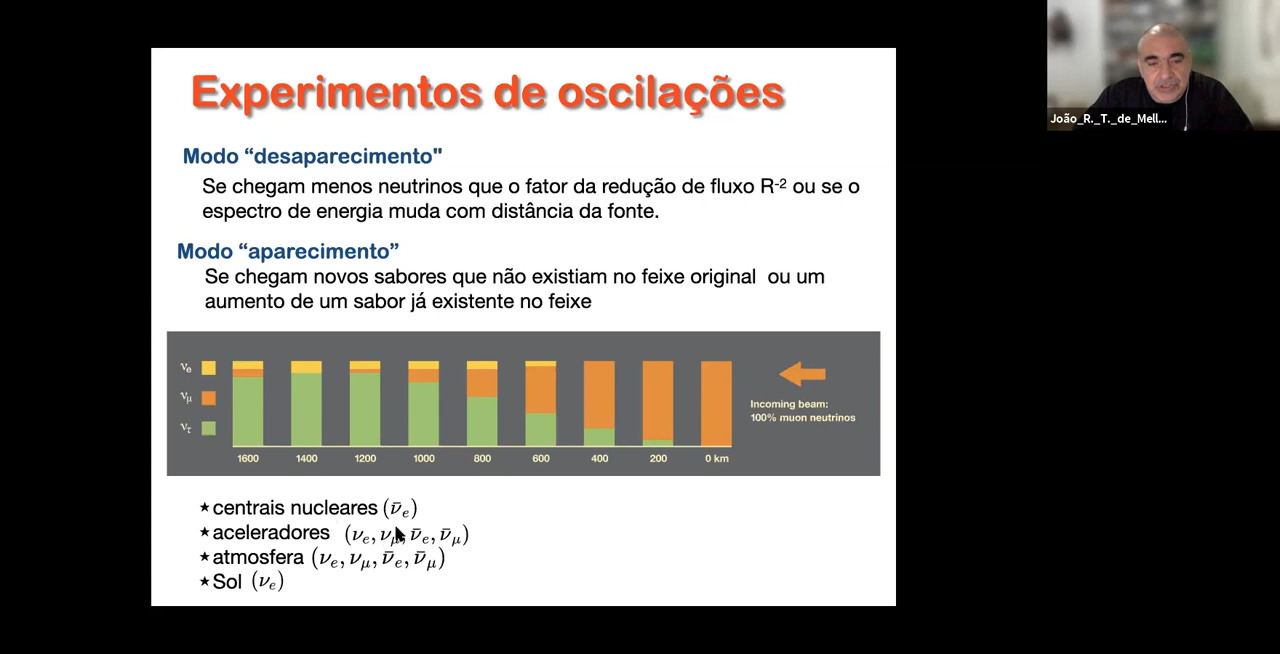 Experimentos de oscilações
João_R._T._de_Mell...
Modo “desaparecimento"
Se chegam menos neutrinos que o fator da redução de fluxo R-2 ou se o
espectro de energia muda com distância da fonte.
Modo “aparecimento”
Se chegam novos sabores que não existiam no feixe original ou um
aumento de um sabor já existente no feixe
νe
νμ
ντ
Incoming beam:
100% muon neutrinos
1600 1400 1200 1000 800 600 400 200 0 km
★centrais nucleares (ν̄e)
★aceleradores (νe, νμ, ν̄e, ν̄μ)
★atmosfera (νe, νμ, ν̄e, ν̄μ)
★Sol (νe)